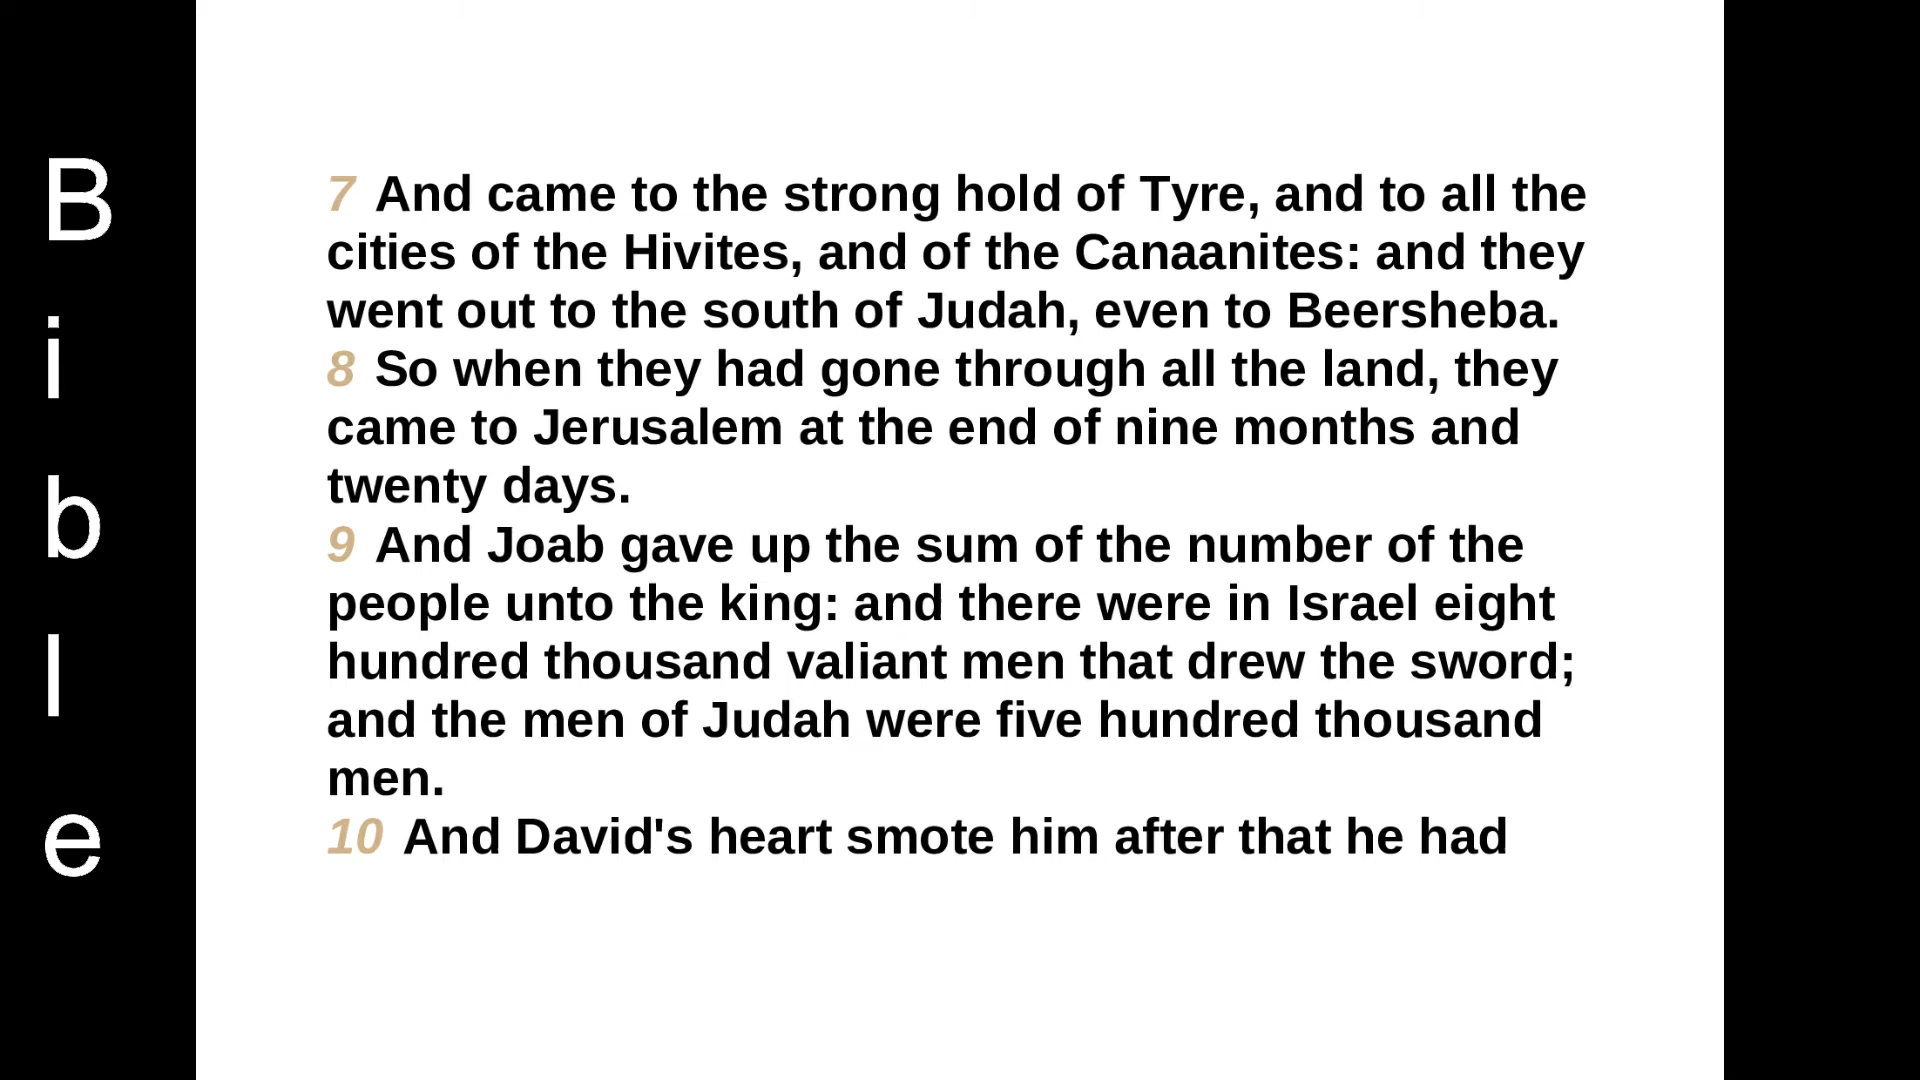 Bible
7 And came to the strong hold of Tyre, and to all the
cities of the Hivites, and of the Canaanites: and they
went out to the south of Judah, even to Beersheba.
8 So when they had gone through all the land, they
came to Jerusalem at the end of nine months and
twenty days.
9 And Joab gave up the sum of the number of the
people unto the king: and there were in Israel eight
hundred thousand valiant men that drew the sword;
and the men of Judah were five hundred thousand
men.
10 And David's heart smote him after that he had